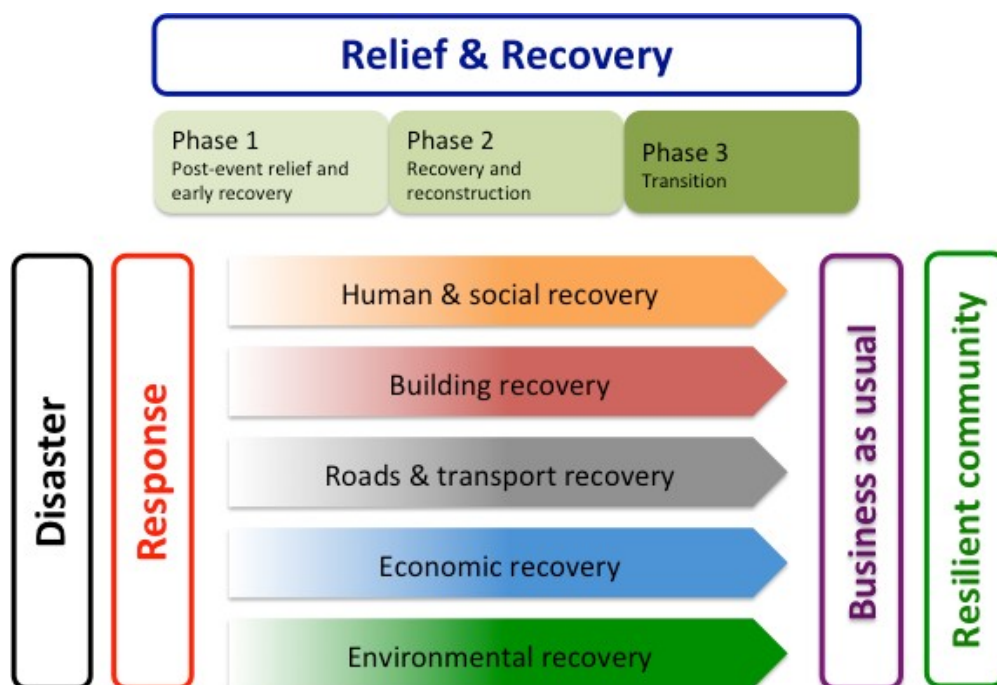 Relief & Recovery
Phase 1
Post-event relief and
early recovery
Phase 2
Recovery and
reconstruction
Phase 3
Transition
Disaster
Response
Human & social recovery
Building recovery
Roads & transport recovery
Economic recovery
Environmental recovery
Business as usual
Resilient community